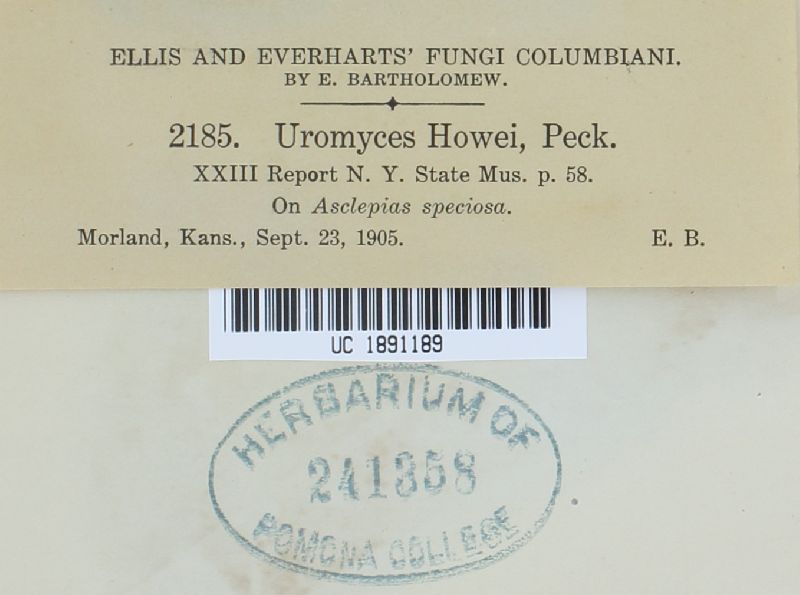 ELLIS AND EVERHARTS' FUNGI COLUMBIANI.
BY E. BARTHOLOMEW.
2185. Uromyces Howei, Peck.
XXIII Report N. Y. State Mus. p. 58.
On Asclepias speciosa.
Morland, Kans., Sept. 23, 1905. E. B.
UC 1891189
HERBARIUM OF
241358
POMONA COLLEGE